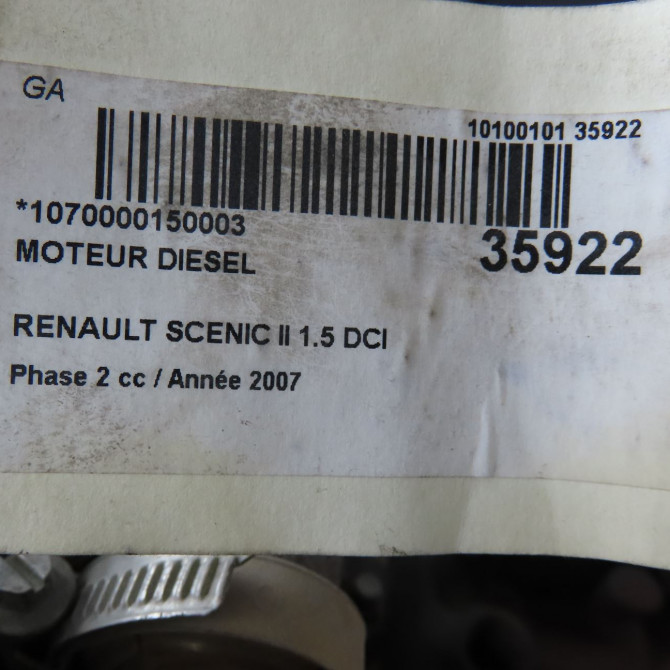 GA
10100101 35922
*1070000150003
35922
MOTEUR DIESEL
RENAULT SCENIC II 1.5 DCI
Phase 2 cc / Année 2007